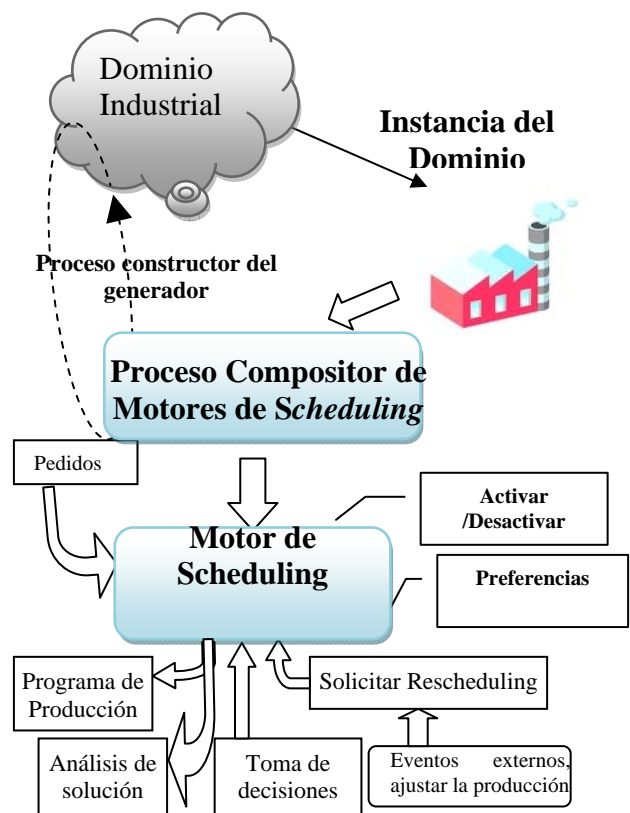 Dominio
Industrial
Instancia del
Dominio
Proceso constructor del
generador
Proceso Compositor de
Motores de Scheduling
Pedidos
Activar
/Desactivar
Motor de
Scheduling
Preferencias
Programa de
Producción
Solicitar Rescheduling
Análisis de
solución
Toma de
decisiones
Eventos externos,
ajustar la producción